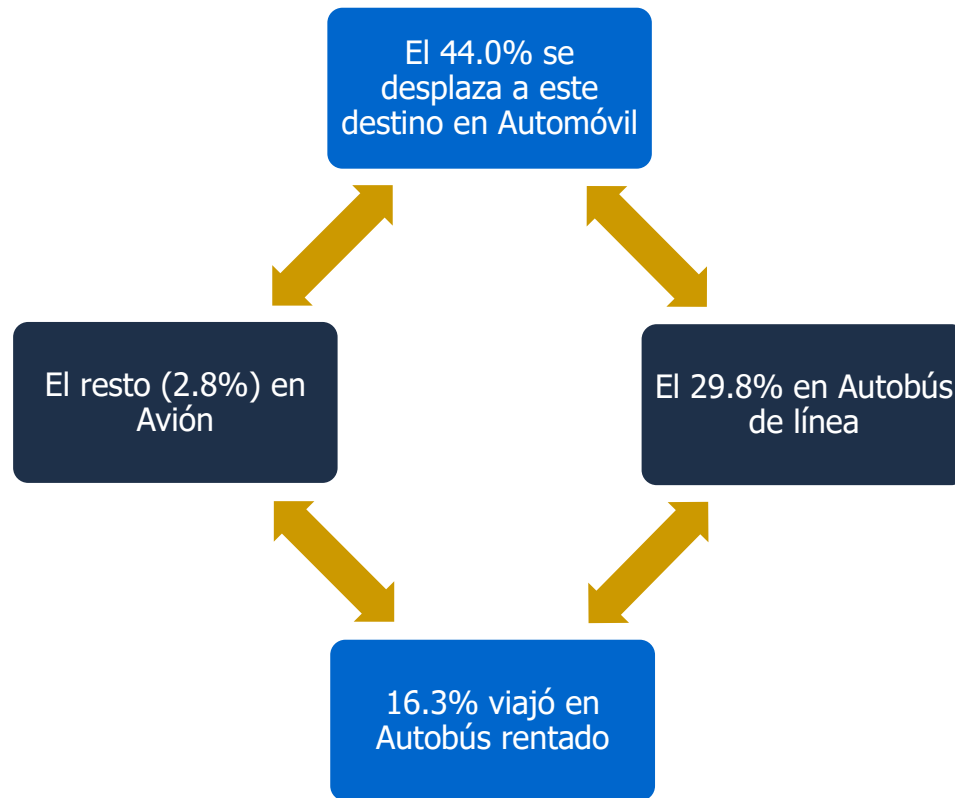 El 44.0% se
desplaza a este
destino en Automóvil
El resto (2.8%) en
Avión
El 29.8% en Autobús
de línea
16.3% viajó en
Autobús rentado